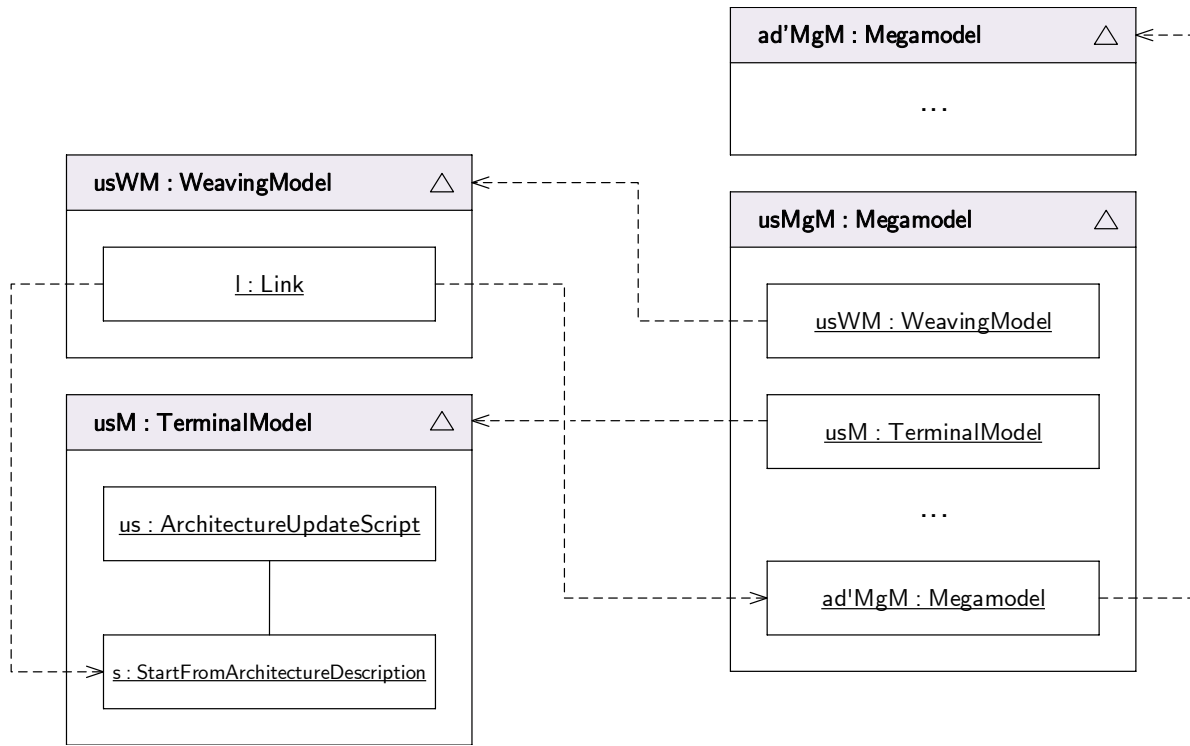 ad'MgM : Megamodel
...
usWM : WeavingModel
l : Link
usMgM : Megamodel
usWM : WeavingModel
usM : TerminalModel
...
ad'MgM : Megamodel
usM : TerminalModel
us : ArchitectureUpdateScript
s : StartFromArchitectureDescription